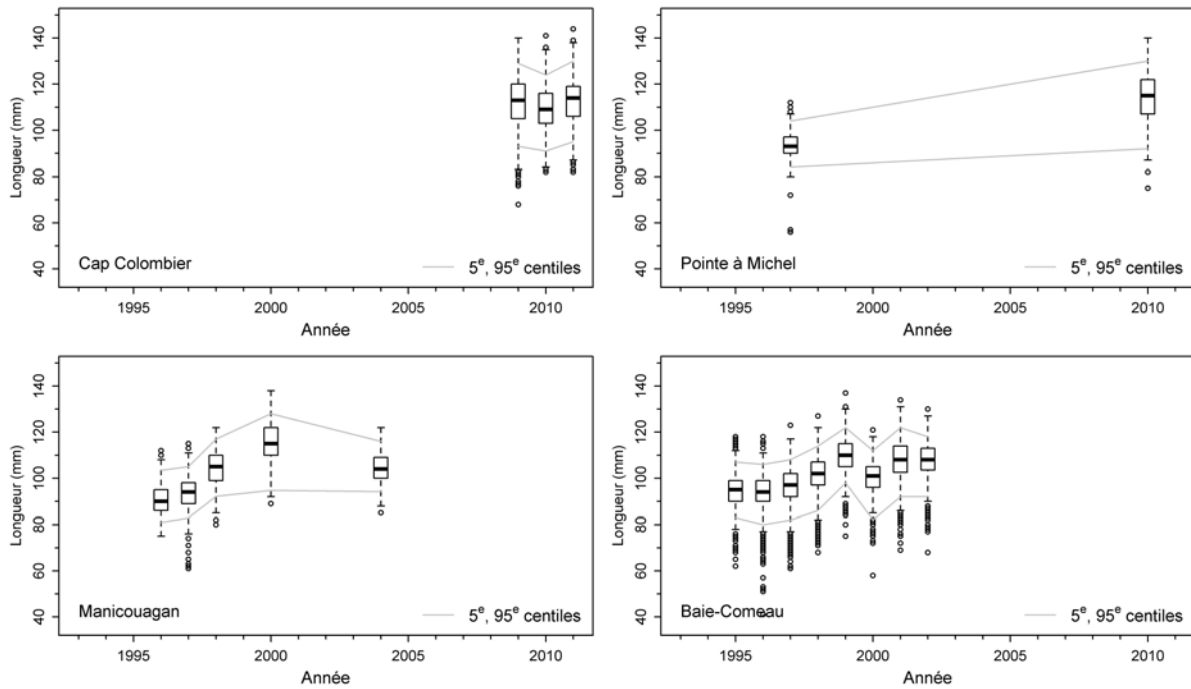 Longueur (mm)
40 60 80 100 120 140
Cap Colombier
5e, 95e centiles
1995 2000 2005 2010
Année
Longueur (mm)
40 60 80 100 120 140
Pointe à Michel
5e, 95e centiles
1995 2000 2005 2010
Année
Longueur (mm)
40 60 80 100 120 140
Manicouagan
5e, 95e centiles
1995 2000 2005 2010
Année
Longueur (mm)
40 60 80 100 120 140
Baie-Comeau
5e, 95e centiles
1995 2000 2005 2010
Année